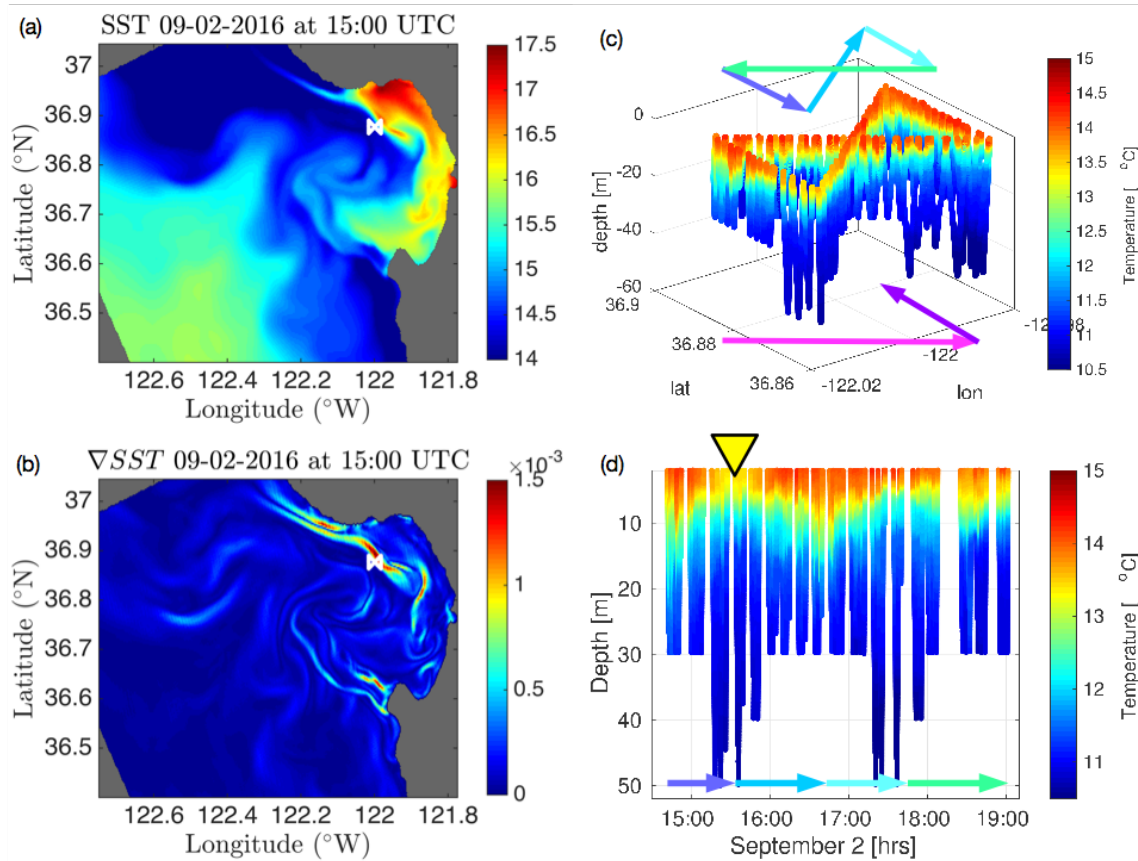 (a)
SST 09-02-2016 at 15:00 UTC
37
36.9
36.8
36.7
36.6
36.5
Latitude (°N)
122.6 122.4 122.2 122 121.8
Longitude (°W)
17.5
17
16.5
16
15.5
15
14.5
14
(b)
∇SST 09-02-2016 at 15:00 UTC
37
36.9
36.8
36.7
36.6
36.5
Latitude (°N)
122.6 122.4 122.2 122 121.8
Longitude (°W)
×10⁻³
1.5
1
0.5
0
(c)
0
-20
-40
-60
depth [m]
36.9
36.88
36.86
lat
-122.02
-122
lon
15
14.5
14
13.5
13
12.5
12
11.5
11
10.5
Temperature [ °C]
(d)
10
20
30
40
50
Depth [m]
15:00 16:00 17:00 18:00 19:00
September 2 [hrs]
15
14
13
12
11
Temperature [ °C]